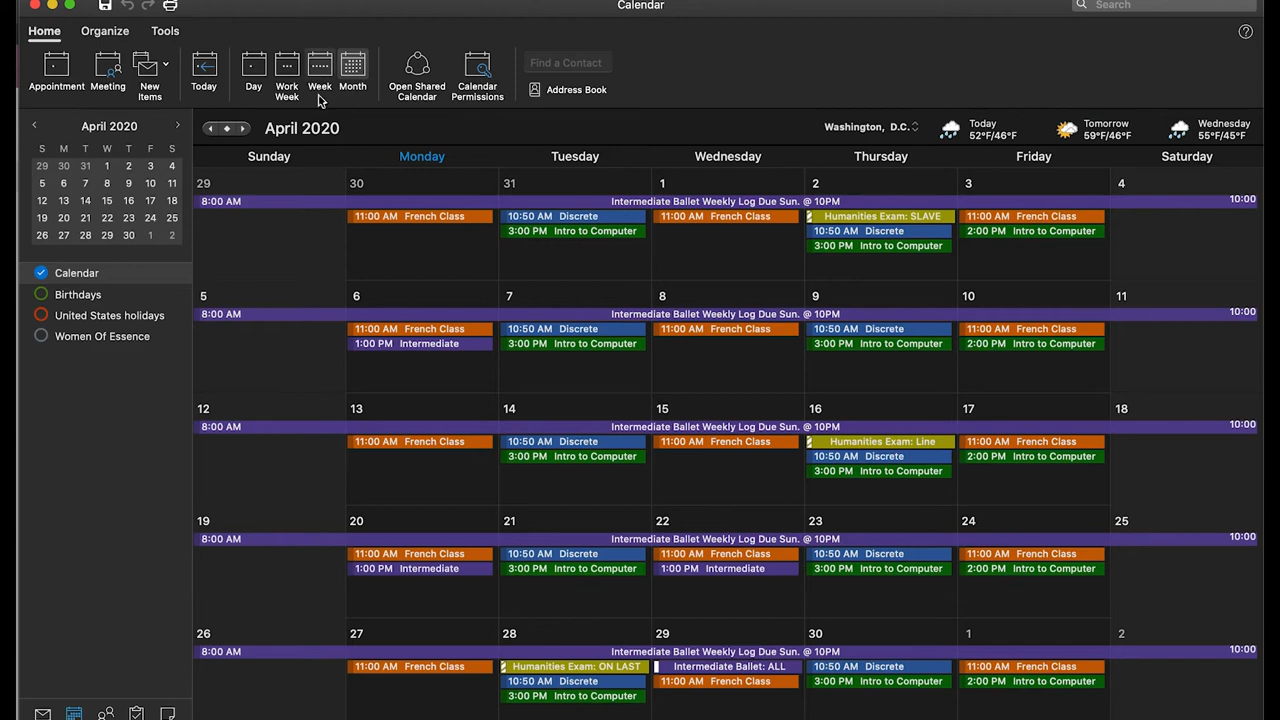 Calendar
Search
Home Organize Tools
Appointment Meeting New Items Today Day Work Week Week Month Open Shared Calendar Calendar Permissions Find a Contact Address Book
April 2020
S M T W T F S
29 30 31 1 2 3 4
5 6 7 8 9 10 11
12 13 14 15 16 17 18
19 20 21 22 23 24 25
26 27 28 29 30 1 2
Calendar
Birthdays
United States holidays
Women Of Essence
April 2020 Washington, D.C. Today 52°F/46°F Tomorrow 59°F/46°F Wednesday 55°F/45°F
Sunday Monday Tuesday Wednesday Thursday Friday Saturday
29 30 31 1 2 3 4
8:00 AM Intermediate Ballet Weekly Log Due Sun. @ 10PM 10:00
11:00 AM French Class 10:50 AM Discrete 11:00 AM French Class Humanities Exam: SLAVE 11:00 AM French Class
3:00 PM Intro to Computer 10:50 AM Discrete 2:00 PM Intro to Computer
3:00 PM Intro to Computer
5 6 7 8 9 10 11
8:00 AM Intermediate Ballet Weekly Log Due Sun. @ 10PM 10:00
11:00 AM French Class 10:50 AM Discrete 11:00 AM French Class 10:50 AM Discrete 11:00 AM French Class
1:00 PM Intermediate 3:00 PM Intro to Computer 3:00 PM Intro to Computer 2:00 PM Intro to Computer
12 13 14 15 16 17 18
8:00 AM Intermediate Ballet Weekly Log Due Sun. @ 10PM 10:00
11:00 AM French Class 10:50 AM Discrete 11:00 AM French Class Humanities Exam: Line 11:00 AM French Class
3:00 PM Intro to Computer 10:50 AM Discrete 2:00 PM Intro to Computer
3:00 PM Intro to Computer
19 20 21 22 23 24 25
8:00 AM Intermediate Ballet Weekly Log Due Sun. @ 10PM 10:00
11:00 AM French Class 10:50 AM Discrete 11:00 AM French Class 10:50 AM Discrete 11:00 AM French Class
1:00 PM Intermediate 3:00 PM Intro to Computer 1:00 PM Intermediate 3:00 PM Intro to Computer 2:00 PM Intro to Computer
26 27 28 29 30 1 2
8:00 AM Intermediate Ballet Weekly Log Due Sun. @ 10PM 10:00
11:00 AM French Class Humanities Exam: ON LAST Intermediate Ballet: ALL 10:50 AM Discrete 11:00 AM French Class
10:50 AM Discrete 11:00 AM French Class 3:00 PM Intro to Computer 2:00 PM Intro to Computer
3:00 PM Intro to Computer